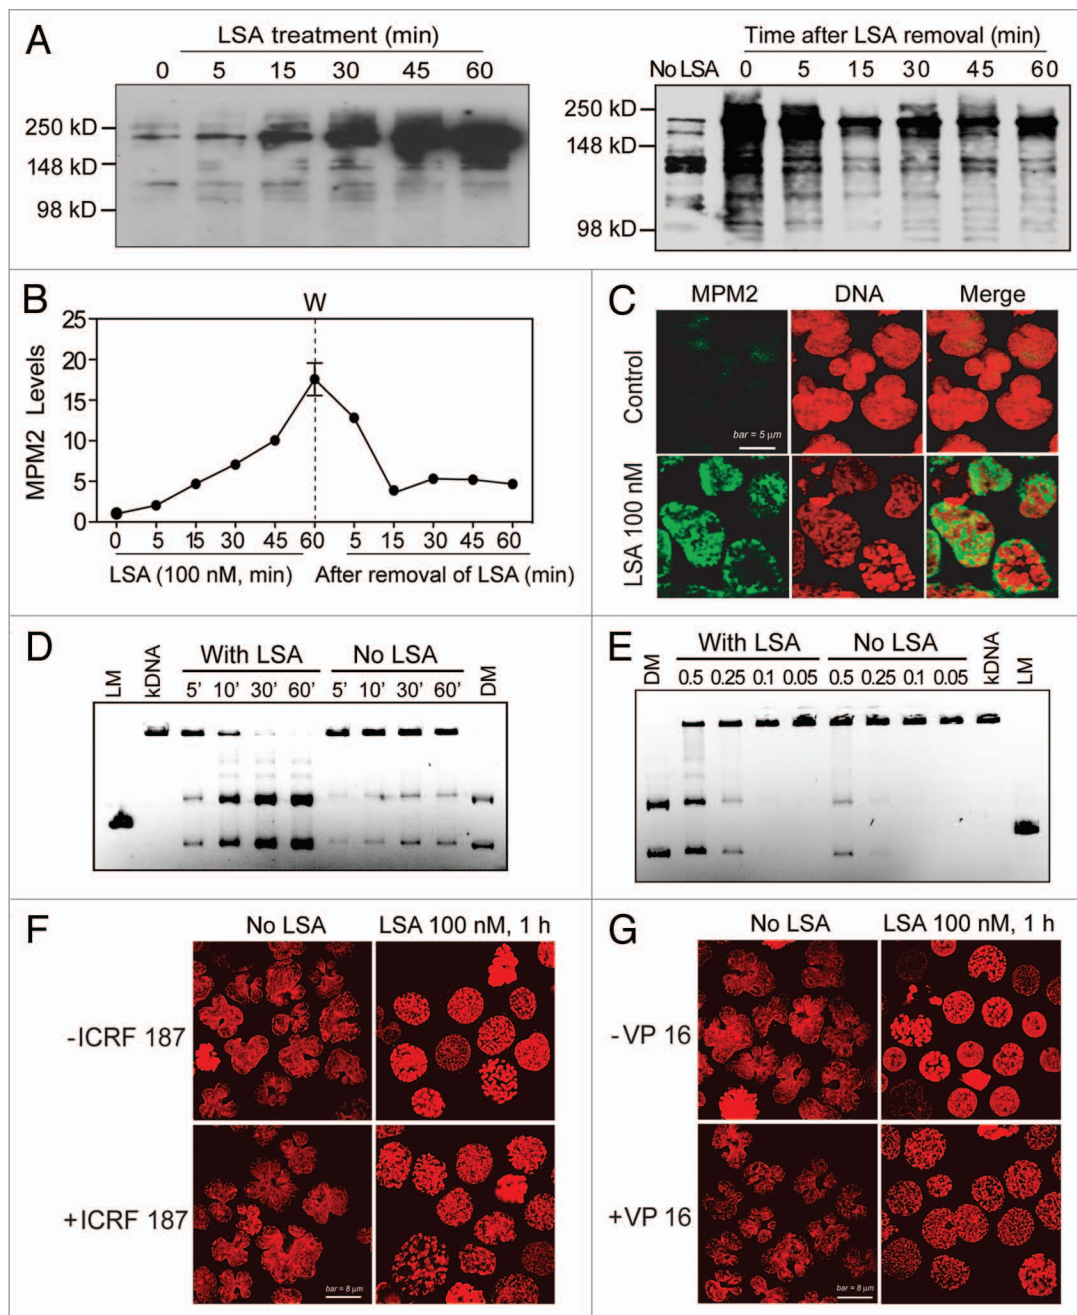 A
LSA treatment (min)
0 5 15 30 45 60
250 kD
148 kD
98 kD
Time after LSA removal (min)
No LSA 0 5 15 30 45 60
250 kD
148 kD
98 kD
B
W
MPM2 Levels
25
20
15
10
5
0
0 5 15 30 45 60 5 15 30 45 60
LSA (100 nM, min) After removal of LSA (min)
C
MPM2 DNA Merge
Control
bar = 5 μm
LSA 100 nM
D
With LSA No LSA
LM kDNA 5' 10' 30' 60' 5' 10' 30' 60' DM
E
With LSA No LSA
DM 0.5 0.25 0.1 0.05 0.5 0.25 0.1 0.05 kDNA LM
F
No LSA LSA 100 nM, 1 h
-ICRF 187
+ICRF 187
bar = 8 μm
G
No LSA LSA 100 nM, 1 h
-VP 16
+VP 16
bar = 8 μm